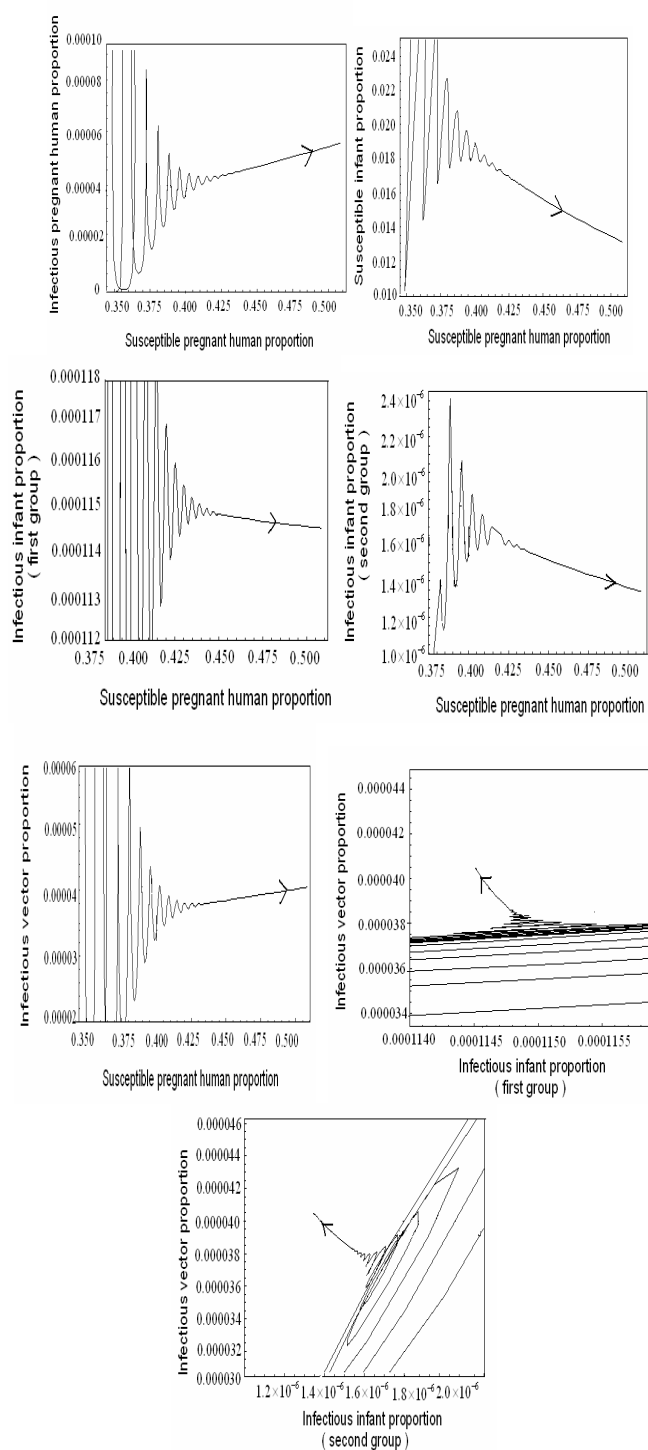 0.00010
0.00006
0.00004
0.00002
0
0.350 0.375 0.400 0.425 0.450 0.475 0.500
Infectious pregnant human proportion
Susceptible pregnant human proportion
0.024
0.022
0.020
0.018
0.016
0.014
0.012
0.010
0.350 0.375 0.400 0.425 0.450 0.475 0.500
Susceptible infant proportion
Susceptible pregnant human proportion
0.000118
0.000117
0.000116
0.000115
0.000114
0.000113
0.000112
0.375 0.400 0.425 0.450 0.475 0.500
Infectious infant proportion
( first group )
Susceptible pregnant human proportion
2.4×10⁻⁶
2.0×10⁻⁶
1.8×10⁻⁶
1.6×10⁻⁶
1.4×10⁻⁶
1.2×10⁻⁶
1.0×10⁻⁶
0.375 0.400 0.425 0.450 0.475 0.500
Infectious infant proportion
( second group )
Susceptible pregnant human proportion
0.00006
0.00005
0.00004
0.00003
0.00002
0.350 0.375 0.400 0.425 0.450 0.475 0.500
Infectious vector proportion
Susceptible pregnant human proportion
0.000044
0.000042
0.000040
0.000038
0.000036
0.000034
0.0001140 0.0001145 0.0001150 0.0001155
Infectious vector proportion
Infectious infant proportion
( first group )
0.000046
0.000044
0.000042
0.000040
0.000038
0.000036
0.000034
0.000032
0.000030
1.2×10⁻⁶ 1.4×10⁻⁶ 1.6×10⁻⁶ 1.8×10⁻⁶ 2.0×10⁻⁶
Infectious vector proportion
Infectious infant proportion
( second group )